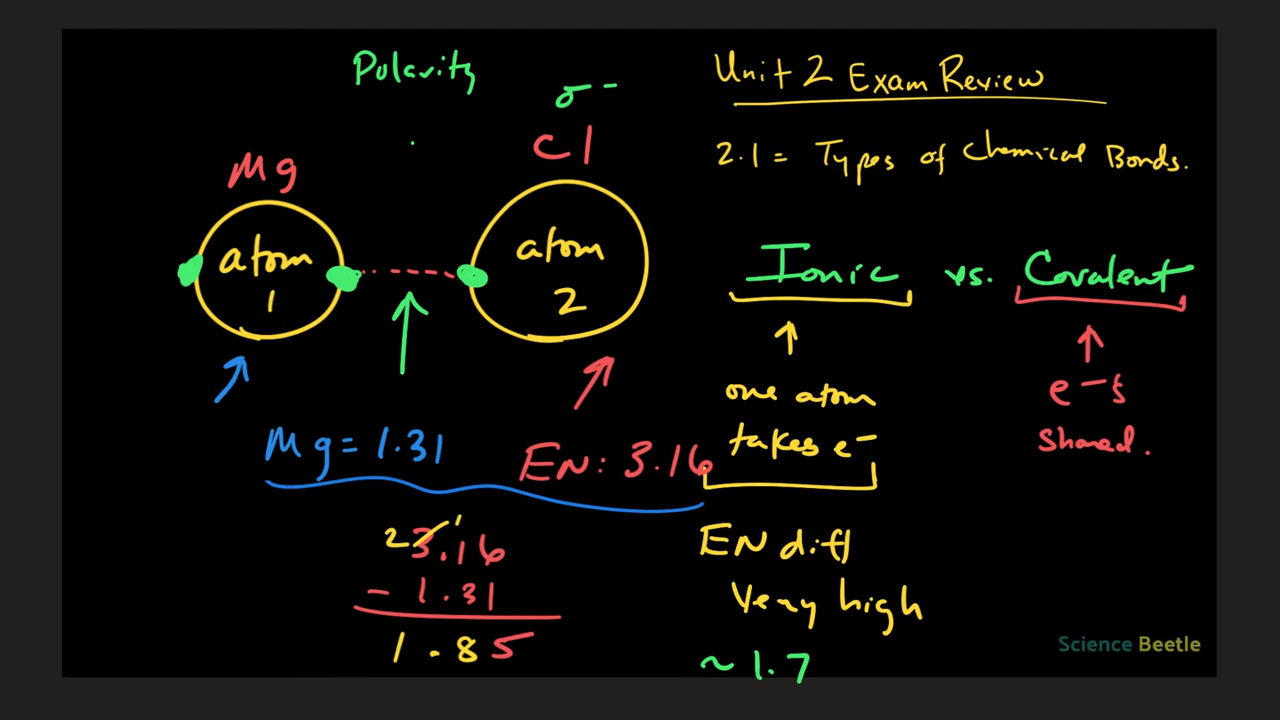 Polarity
σ -
Mg
Cl
atom
1
atom
2
Mg = 1.31
EN: 3.16
2 1
3.16
- 1.31
1.85
Unit 2 Exam Review
2.1 = Types of Chemical Bonds.
Ionic vs. Covalent
one atom
takes e-
e-s
shared.
EN diff
very high
~ 1.7
Science Beetle